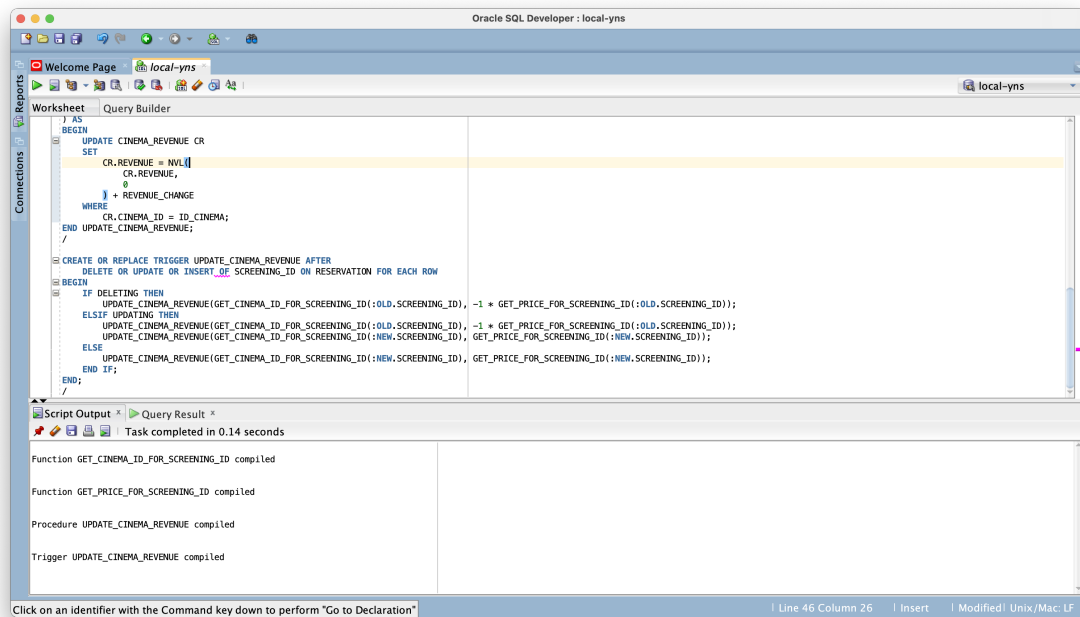 Oracle SQL Developer : local-yns
Welcome Page
local-yns
local-yns
Reports
Connections
Worksheet Query Builder
) AS
BEGIN
UPDATE CINEMA_REVENUE CR
SET
CR.REVENUE = NVL(
CR.REVENUE,
0
) + REVENUE_CHANGE
WHERE
CR.CINEMA_ID = ID_CINEMA;
END UPDATE_CINEMA_REVENUE;
/
CREATE OR REPLACE TRIGGER UPDATE_CINEMA_REVENUE AFTER
DELETE OR UPDATE OR INSERT OF SCREENING_ID ON RESERVATION FOR EACH ROW
BEGIN
IF DELETING THEN
UPDATE_CINEMA_REVENUE(GET_CINEMA_ID_FOR_SCREENING_ID(:OLD.SCREENING_ID), -1 * GET_PRICE_FOR_SCREENING_ID(:OLD.SCREENING_ID));
ELSIF UPDATING THEN
UPDATE_CINEMA_REVENUE(GET_CINEMA_ID_FOR_SCREENING_ID(:OLD.SCREENING_ID), -1 * GET_PRICE_FOR_SCREENING_ID(:OLD.SCREENING_ID));
UPDATE_CINEMA_REVENUE(GET_CINEMA_ID_FOR_SCREENING_ID(:NEW.SCREENING_ID), GET_PRICE_FOR_SCREENING_ID(:NEW.SCREENING_ID));
ELSE
UPDATE_CINEMA_REVENUE(GET_CINEMA_ID_FOR_SCREENING_ID(:NEW.SCREENING_ID), GET_PRICE_FOR_SCREENING_ID(:NEW.SCREENING_ID));
END IF;
END;
/
Script Output x Query Result x
Task completed in 0.14 seconds
Function GET_CINEMA_ID_FOR_SCREENING_ID compiled
Function GET_PRICE_FOR_SCREENING_ID compiled
Procedure UPDATE_CINEMA_REVENUE compiled
Trigger UPDATE_CINEMA_REVENUE compiled
Click on an identifier with the Command key down to perform "Go to Declaration"
Line 46 Column 26 | Insert | Modified | Unix/Mac: LF